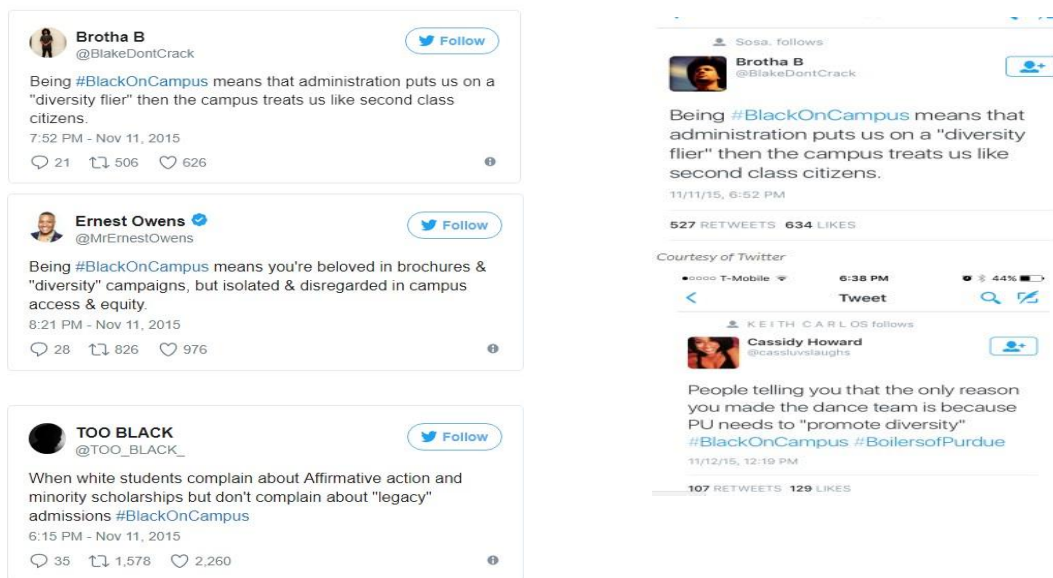 Brotha B
Follow
@BlakeDontCrack
Being #BlackOnCampus means that administration puts us on a
"diversity flier" then the campus treats us like second class
citizens.
7:52 PM - Nov 11, 2015
21 506 626
Ernest Owens
Follow
@MrErnestOwens
Being #BlackOnCampus means you're beloved in brochures &
"diversity" campaigns, but isolated & disregarded in campus
access & equity.
8:21 PM - Nov 11, 2015
28 826 976
TOO BLACK
Follow
@TOO_BLACK_
When white students complain about Affirmative action and
minority scholarships but don't complain about "legacy"
admissions #BlackOnCampus
6:15 PM - Nov 11, 2015
35 1,578 2,260
Sosa. follows
Brotha B
@BlakeDontCrack
Being #BlackOnCampus means that
administration puts us on a "diversity
flier" then the campus treats us like
second class citizens.
11/11/15, 6:52 PM
527 RETWEETS 634 LIKES
Courtesy of Twitter
T-Mobile 6:38 PM 44%
Tweet
KEITH CARLOS follows
Cassidy Howard
@cassluvslaughs
People telling you that the only reason
you made the dance team is because
PU needs to "promote diversity"
#BlackOnCampus #BoilersofPurdue
11/12/15, 12:19 PM
107 RETWEETS 129 LIKES